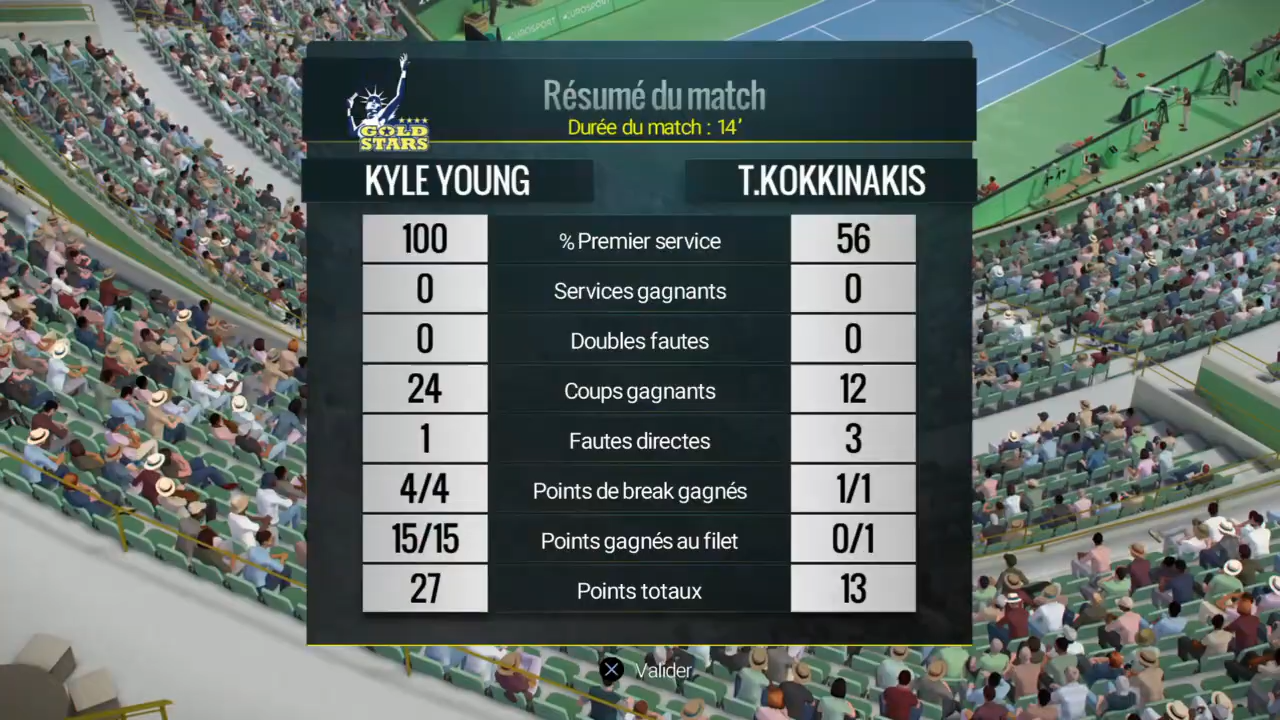 EUROSPORT
EUROSPORT
GOLD
STARS
Résumé du match
Durée du match : 14'
KYLE YOUNG T.KOKKINAKIS
100 % Premier service 56
0 Services gagnants 0
0 Doubles fautes 0
24 Coups gagnants 12
1 Fautes directes 3
4/4 Points de break gagnés 1/1
15/15 Points gagnés au filet 0/1
27 Points totaux 13
Valider